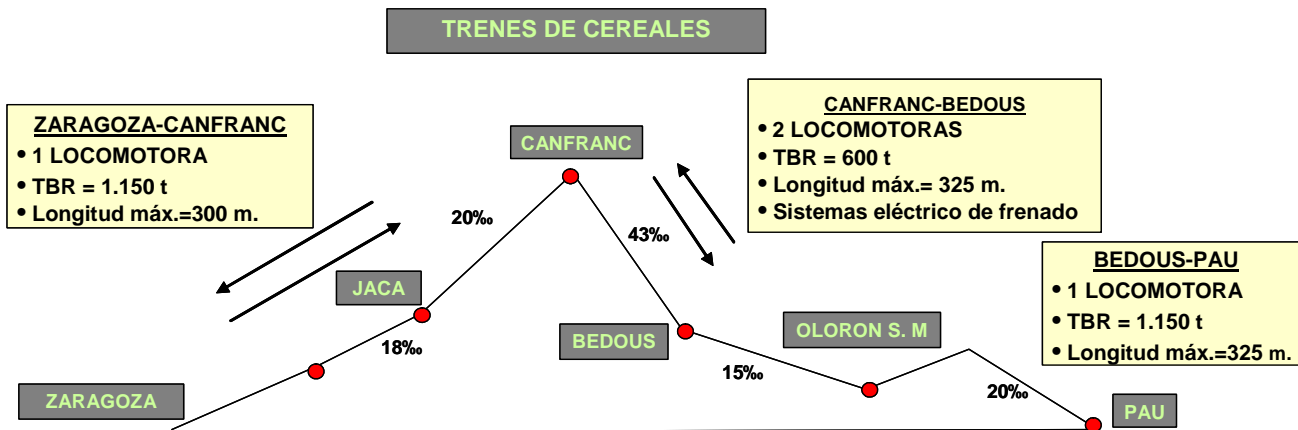 TRENES DE CEREALES
ZARAGOZA-CANFRANC
• 1 LOCOMOTORA
• TBR = 1.150 t
• Longitud máx.=300 m.
CANFRANC
CANFRANC-BEDOUS
• 2 LOCOMOTORAS
• TBR = 600 t
• Longitud máx.= 325 m.
• Sistemas eléctrico de frenado
20‰
43‰
BEDOUS-PAU
• 1 LOCOMOTORA
• TBR = 1.150 t
• Longitud máx.=325 m.
JACA
18‰
BEDOUS
OLORON S. M
15‰
20‰
ZARAGOZA
PAU